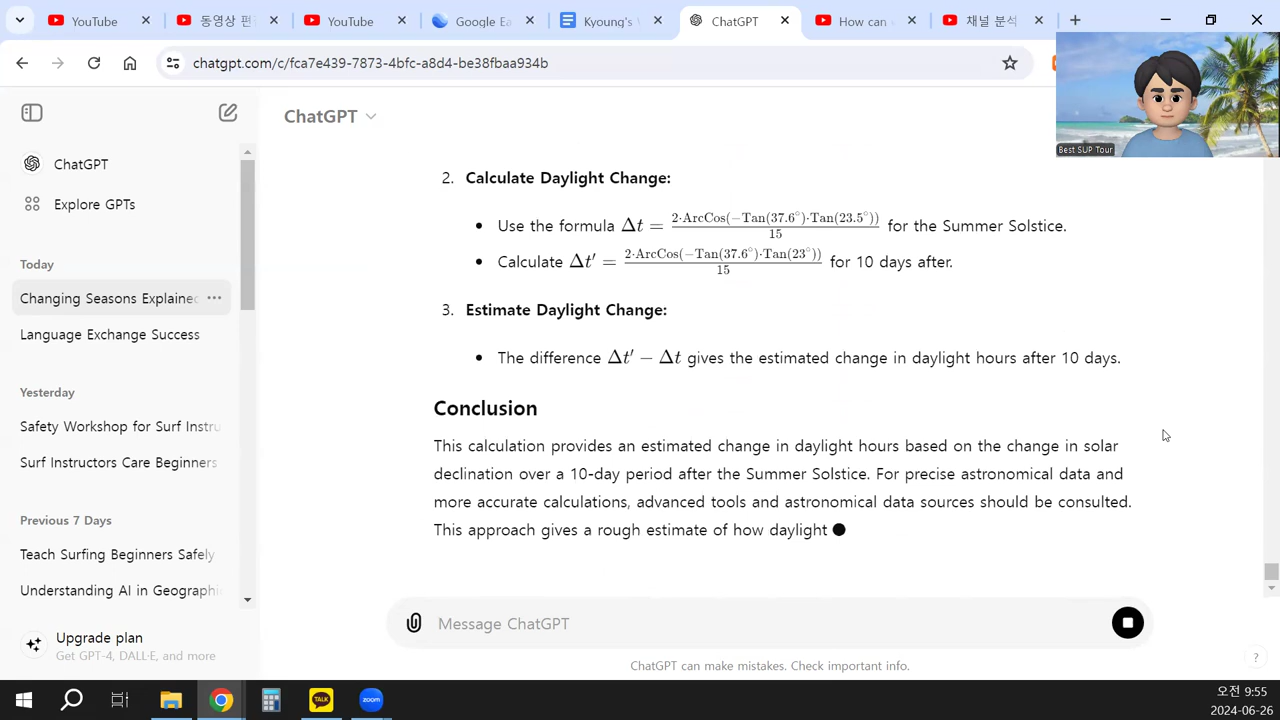 YouTube
동영상 편
YouTube
Google Ea
Kyoung's
ChatGPT
How can
채널 분석
chatgpt.com/c/fca7e439-7873-4bfc-a8d4-be38fbaa934b
Best SUP Tour
ChatGPT
ChatGPT
Explore GPTs
Today
Changing Seasons Explained
Language Exchange Success
Yesterday
Safety Workshop for Surf Instru
Surf Instructors Care Beginners
Previous 7 Days
Teach Surfing Beginners Safely
Understanding AI in Geographi
Upgrade plan
Get GPT-4, DALL·E, and more
2. Calculate Daylight Change:
• Use the formula Δt = 2·ArcCos(−Tan(37.6°)·Tan(23.5°)) / 15 for the Summer Solstice.
• Calculate Δt′ = 2·ArcCos(−Tan(37.6°)·Tan(23°)) / 15 for 10 days after.
3. Estimate Daylight Change:
• The difference Δt′ − Δt gives the estimated change in daylight hours after 10 days.
Conclusion
This calculation provides an estimated change in daylight hours based on the change in solar
declination over a 10-day period after the Summer Solstice. For precise astronomical data and
more accurate calculations, advanced tools and astronomical data sources should be consulted.
This approach gives a rough estimate of how daylight
Message ChatGPT
ChatGPT can make mistakes. Check important info.
?
TALK
zoom
오전 9:55
2024-06-26